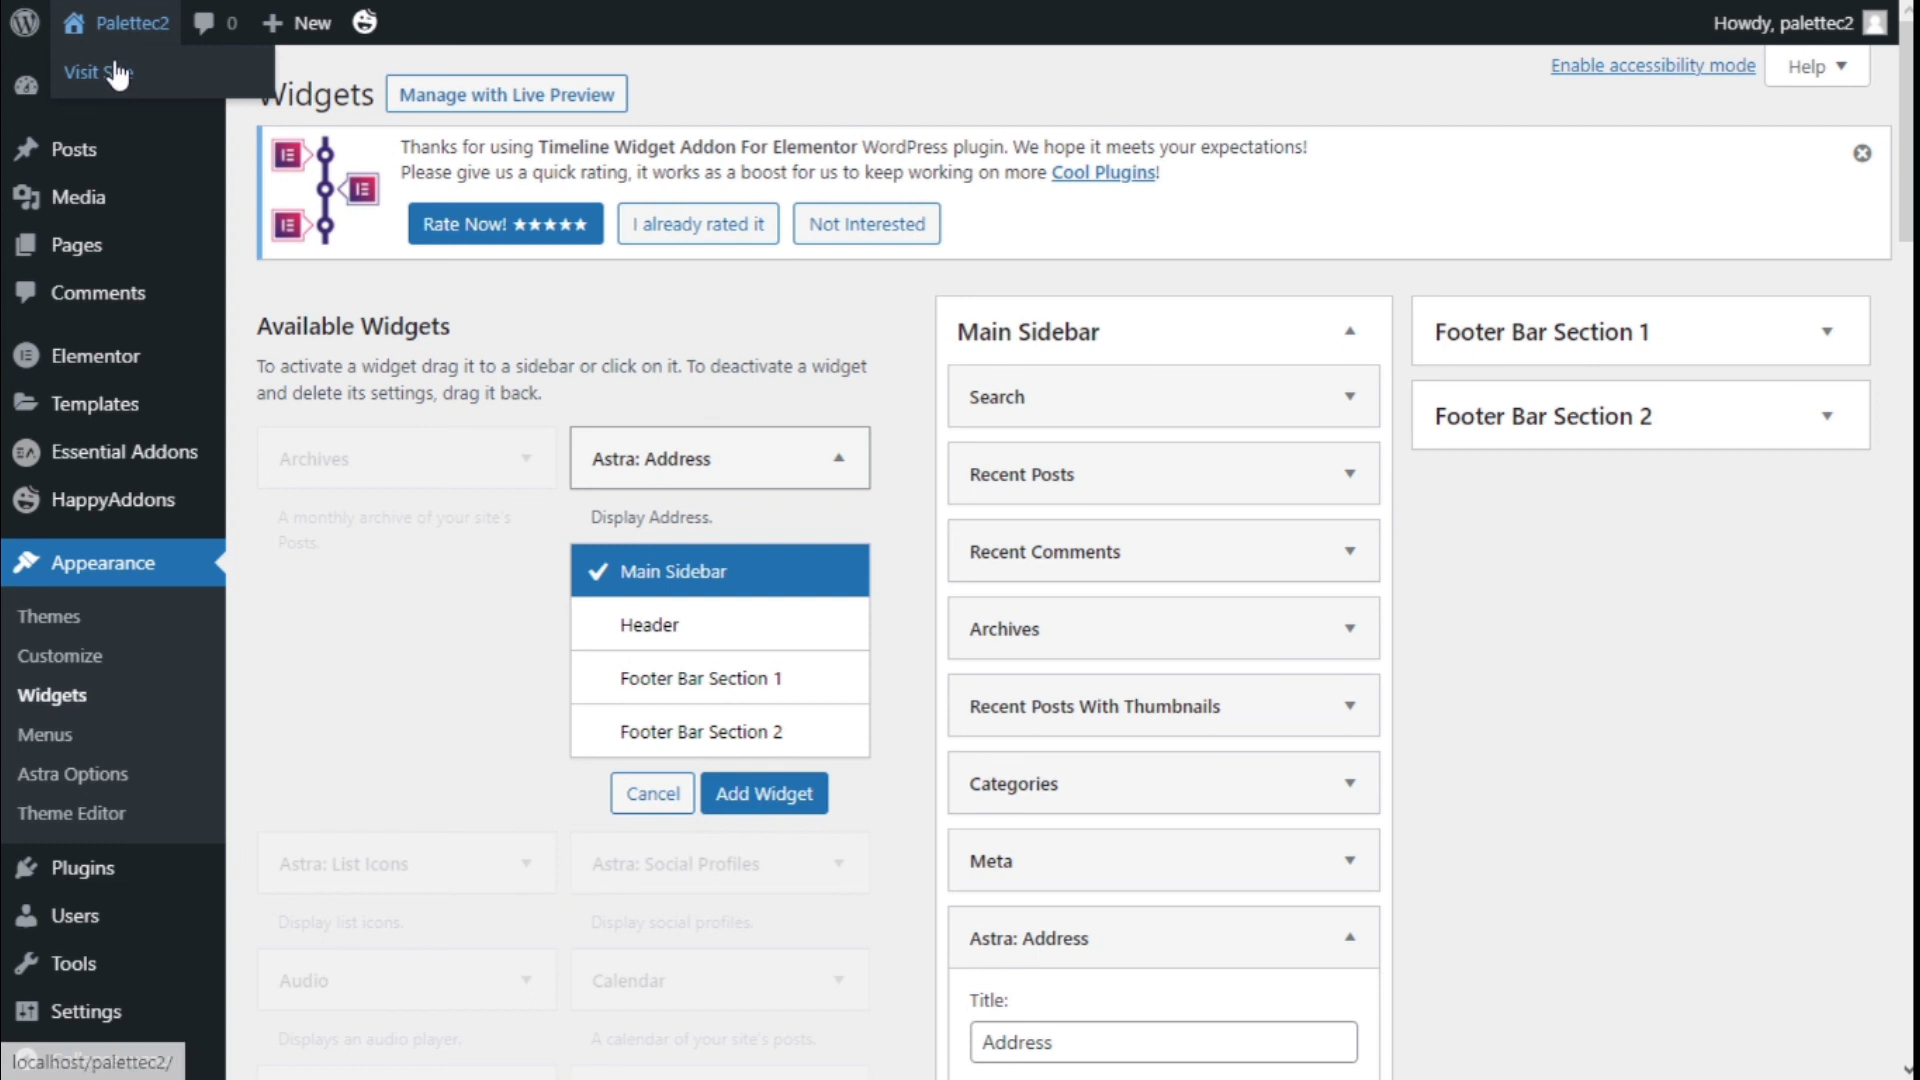 Palettec2
0
New
Howdy, palettec2
Visit Site
Enable accessibility mode
Help
Widgets
Manage with Live Preview
Thanks for using Timeline Widget Addon For Elementor WordPress plugin. We hope it meets your expectations!
Please give us a quick rating, it works as a boost for us to keep working on more Cool Plugins!
Rate Now! ★★★★★
I already rated it
Not Interested
Posts
Media
Pages
Comments
Elementor
Templates
Essential Addons
HappyAddons
Appearance
Themes
Customize
Widgets
Menus
Astra Options
Theme Editor
Plugins
Users
Tools
Settings
localhost/palettec2/
Available Widgets
To activate a widget drag it to a sidebar or click on it. To deactivate a widget
and delete its settings, drag it back.
Archives
A monthly archive of your site's
Posts.
Astra: Address
Display Address.
Main Sidebar
Header
Footer Bar Section 1
Footer Bar Section 2
Cancel
Add Widget
Astra: List Icons
Display list icons.
Astra: Social Profiles
Display social profiles.
Audio
Displays an audio player.
Calendar
A calendar of your site's posts.
Main Sidebar
Search
Recent Posts
Recent Comments
Archives
Recent Posts With Thumbnails
Categories
Meta
Astra: Address
Title:
Address
Footer Bar Section 1
Footer Bar Section 2